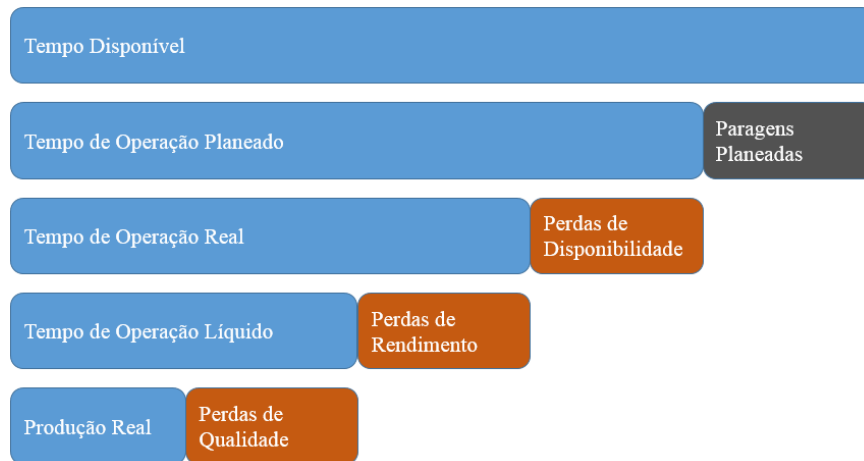 Tempo Disponível
Tempo de Operação Planeado
Paragens
Planeadas
Tempo de Operação Real
Perdas de
Disponibilidade
Tempo de Operação Líquido
Perdas de
Rendimento
Produção Real
Perdas de
Qualidade